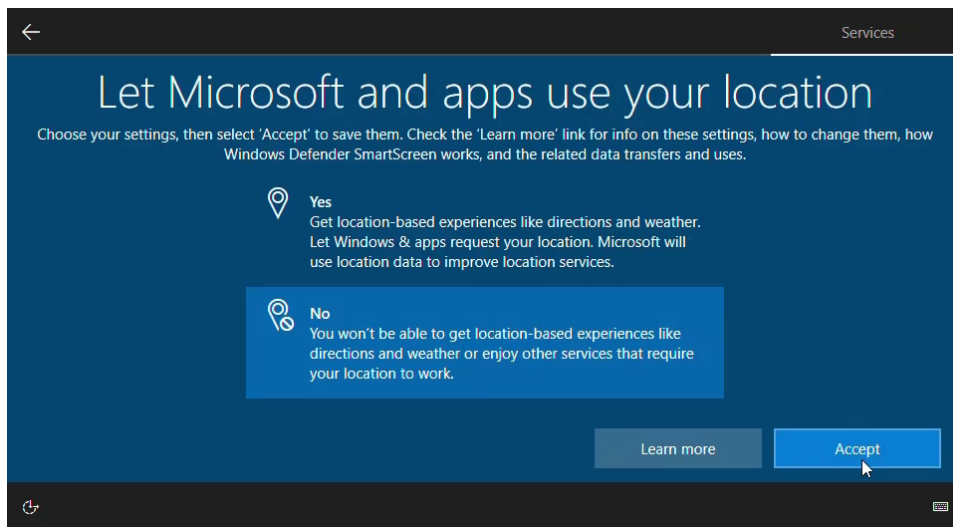 Services
Let Microsoft and apps use your location
Choose your settings, then select 'Accept' to save them. Check the 'Learn more' link for info on these settings, how to change them, how
Windows Defender SmartScreen works, and the related data transfers and uses.
Yes
Get location-based experiences like directions and weather.
Let Windows & apps request your location. Microsoft will
use location data to improve location services.
No
You won't be able to get location-based experiences like
directions and weather or enjoy other services that require
your location to work.
Learn more
Accept